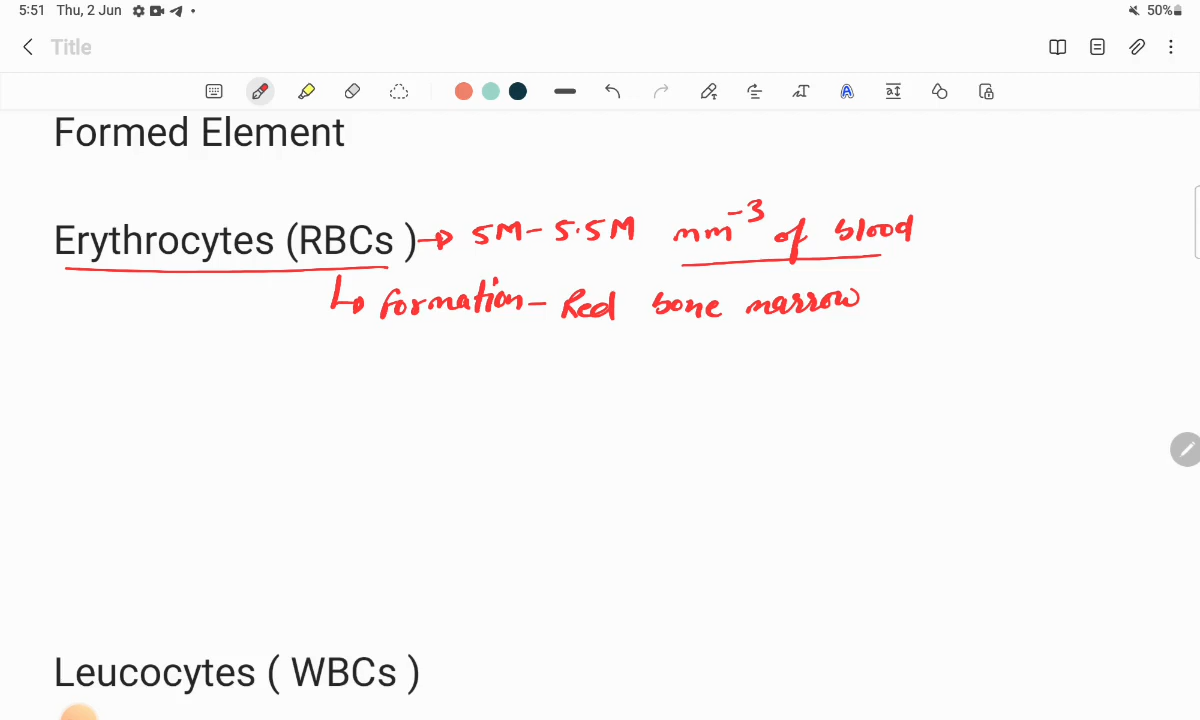 5:51 Thu, 2 Jun
50%
Title
Formed Element
Erythrocytes (RBCs ) → 5M - 5.5M mm⁻³ of blood
↳ formation - Red bone marrow
Leucocytes ( WBCs )